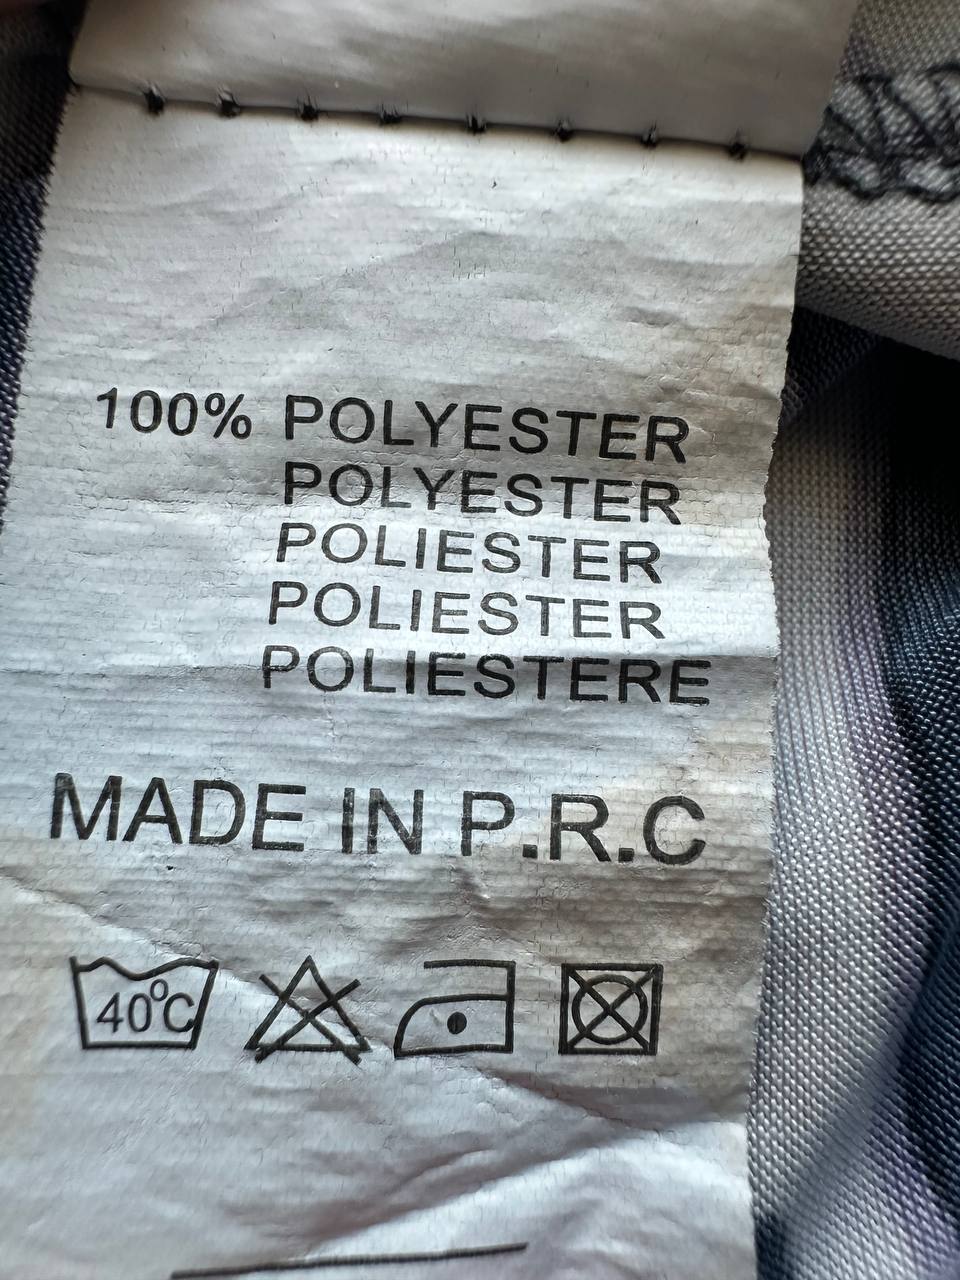 100% POLYESTER
POLYESTER
POLIESTER
POLIESTER
POLIESTERE
MADE IN P.R.C
40°C